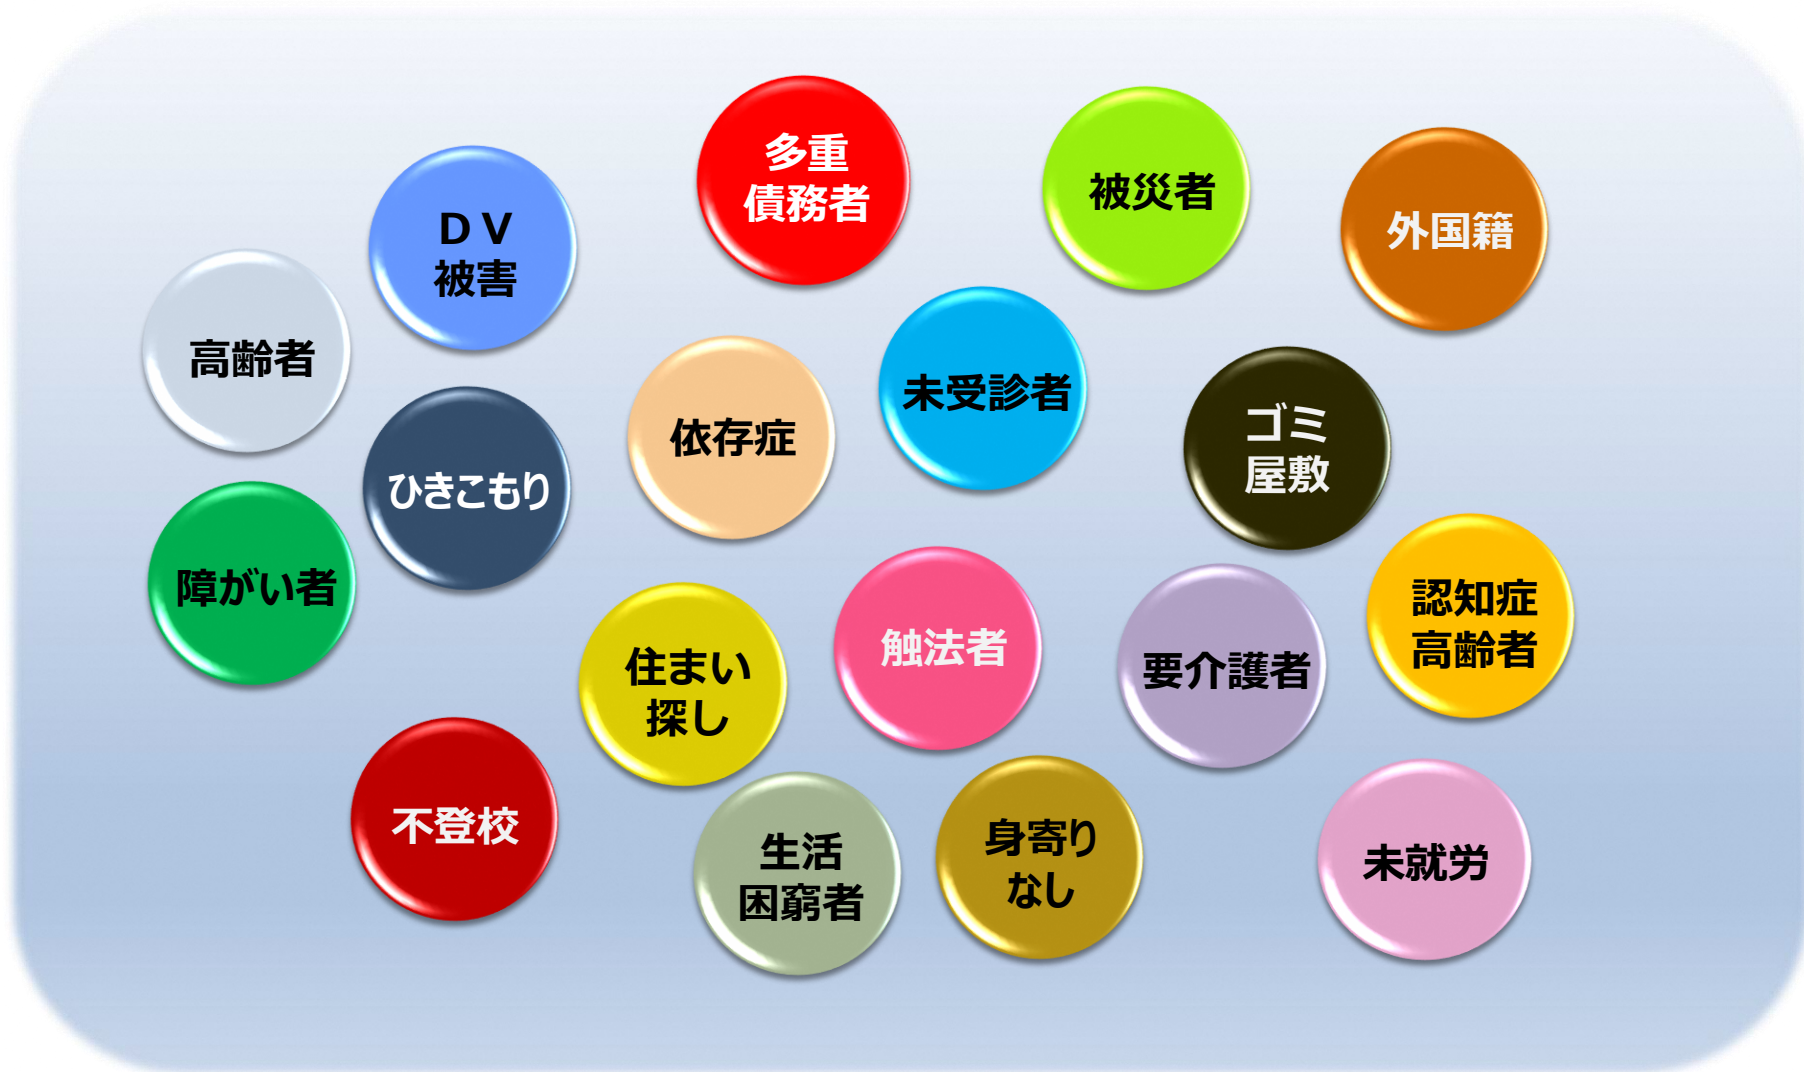 多重
債務者
被災者
外国籍
ＤＶ
被害
高齢者
未受診者
依存症
ゴミ
屋敷
ひきこもり
障がい者
認知症
高齢者
触法者
要介護者
住まい
探し
不登校
生活
困窮者
身寄り
なし
未就労